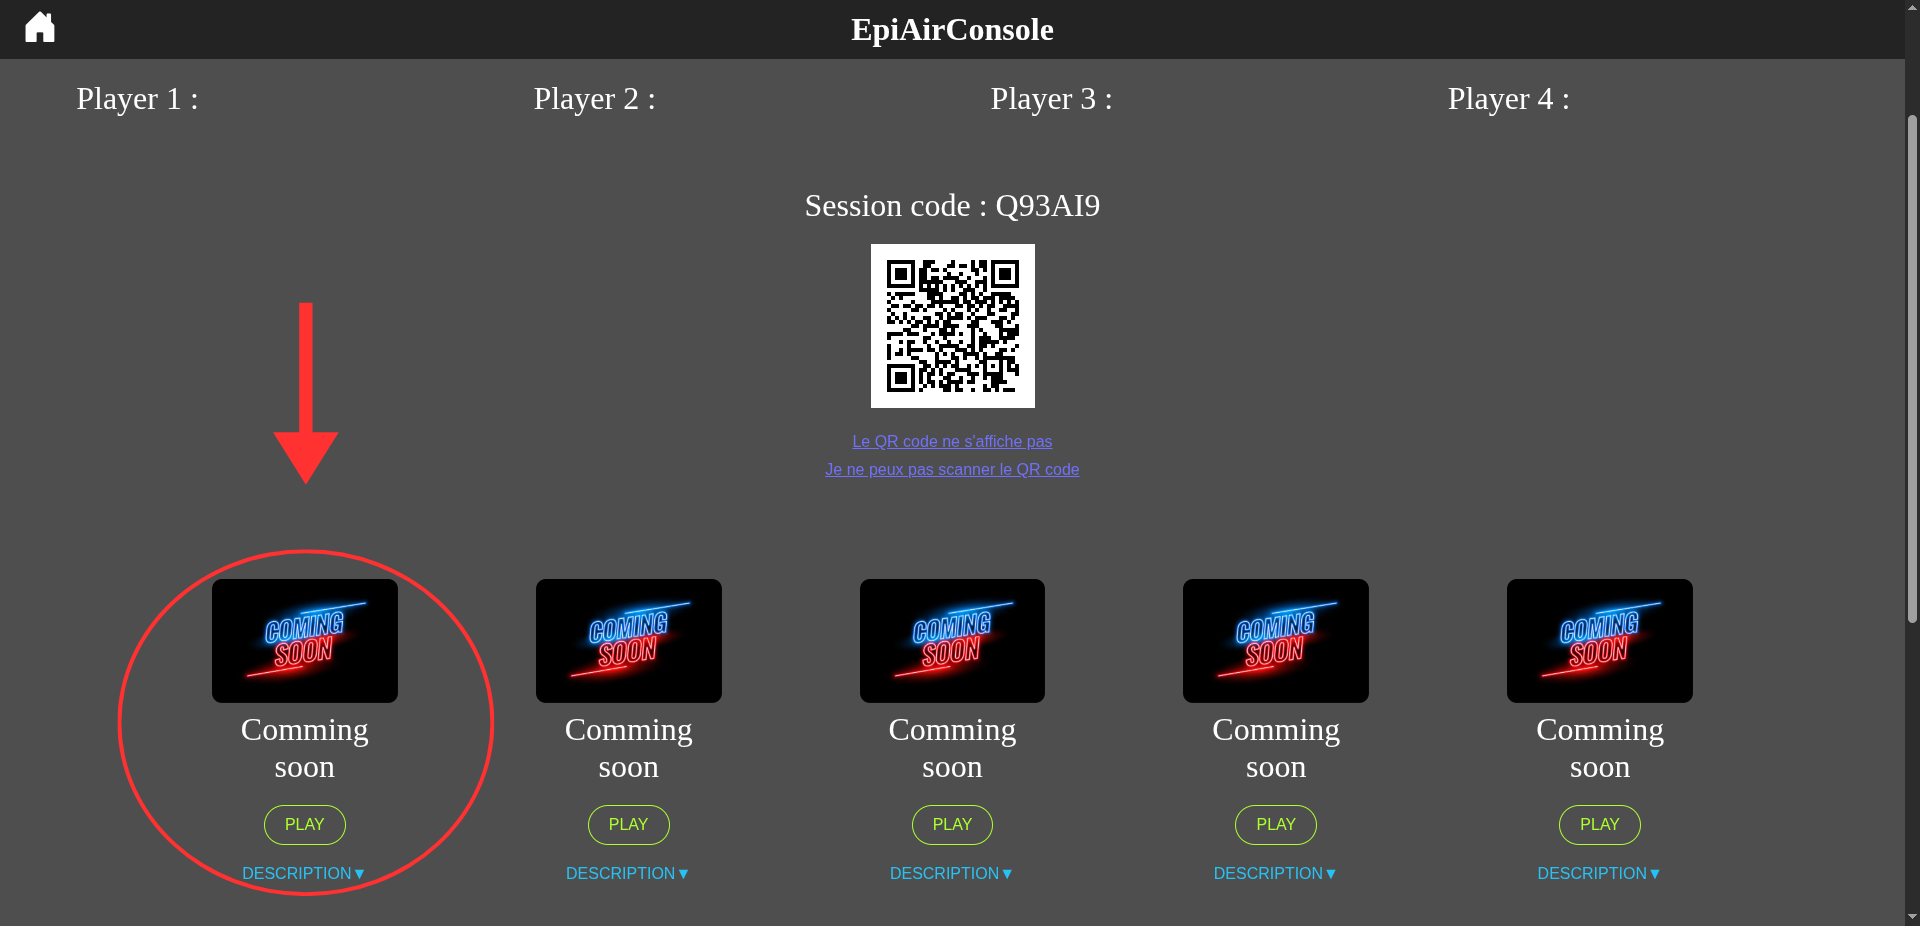 EpiAirConsole
Player 1 :
Player 2 :
Player 3 :
Player 4 :
Session code : Q93AI9
Le QR code ne s'affiche pas
Je ne peux pas scanner le QR code
COMING
SOON
Comming
soon
PLAY
DESCRIPTION▼
COMING
SOON
Comming
soon
PLAY
DESCRIPTION▼
COMING
SOON
Comming
soon
PLAY
DESCRIPTION▼
COMING
SOON
Comming
soon
PLAY
DESCRIPTION▼
COMING
SOON
Comming
soon
PLAY
DESCRIPTION▼